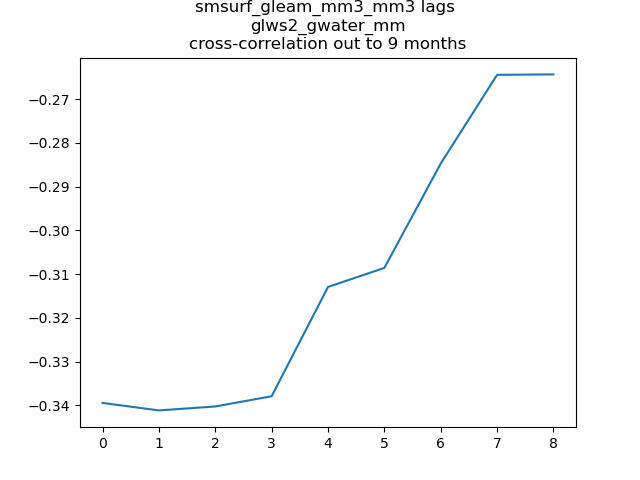 smsurf_gleam_mm3_mm3 lags
glws2_gwater_mm
cross-correlation out to 9 months
−0.27
−0.28
−0.29
−0.30
−0.31
−0.32
−0.33
−0.34
0 1 2 3 4 5 6 7 8